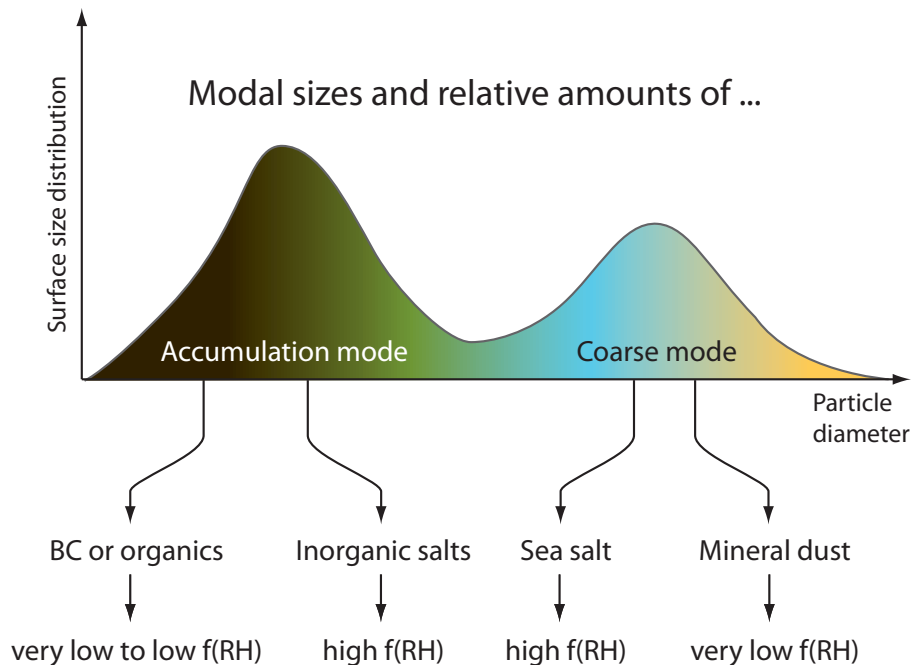 Modal sizes and relative amounts of ...
Surface size distribution
Accumulation mode
Coarse mode
Particle
diameter
BC or organics
Inorganic salts
Sea salt
Mineral dust
very low to low f(RH)
high f(RH)
high f(RH)
very low f(RH)